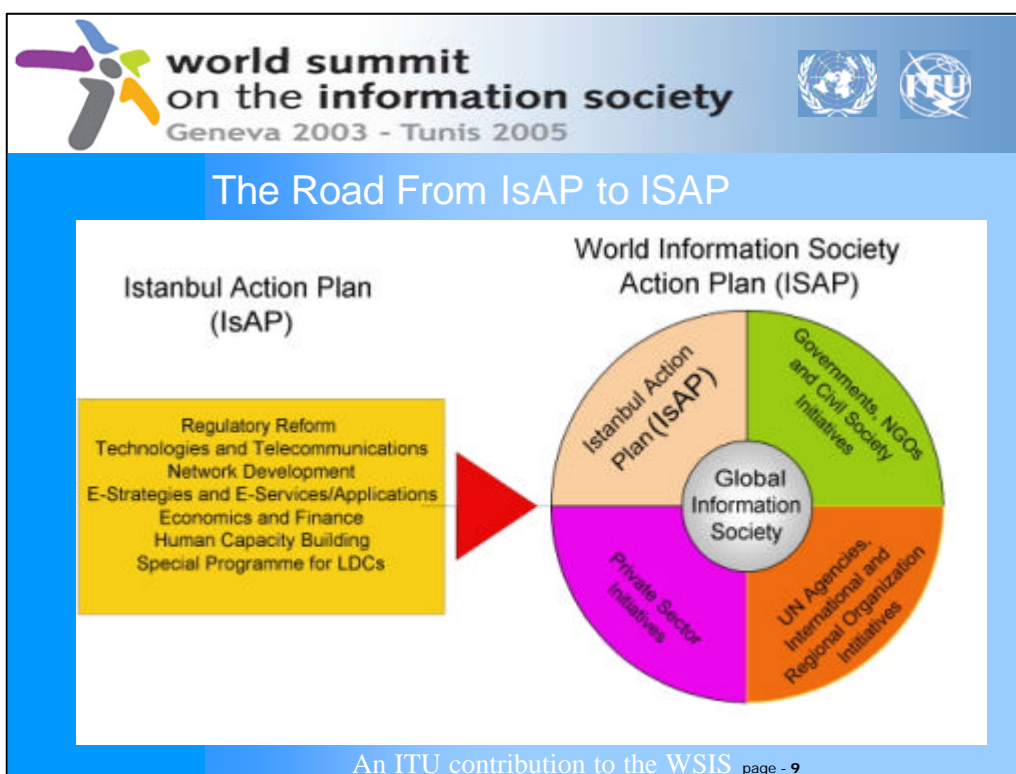 world summit
on the information society
Geneva 2003 - Tunis 2005
ITU
The Road From IsAP to ISAP
Istanbul Action Plan
(IsAP)
Regulatory Reform
Technologies and Telecommunications
Network Development
E-Strategies and E-Services/Applications
Economics and Finance
Human Capacity Building
Special Programme for LDCs
World Information Society
Action Plan (ISAP)
Istanbul Action
Plan (IsAP)
Governments, NGOs
and Civil Society
Initiatives
Global
Information
Society
Private Sector
Initiatives
UN Agencies,
International and
Regional Organization
Intitiatives
An ITU contribution to the WSIS page - 9